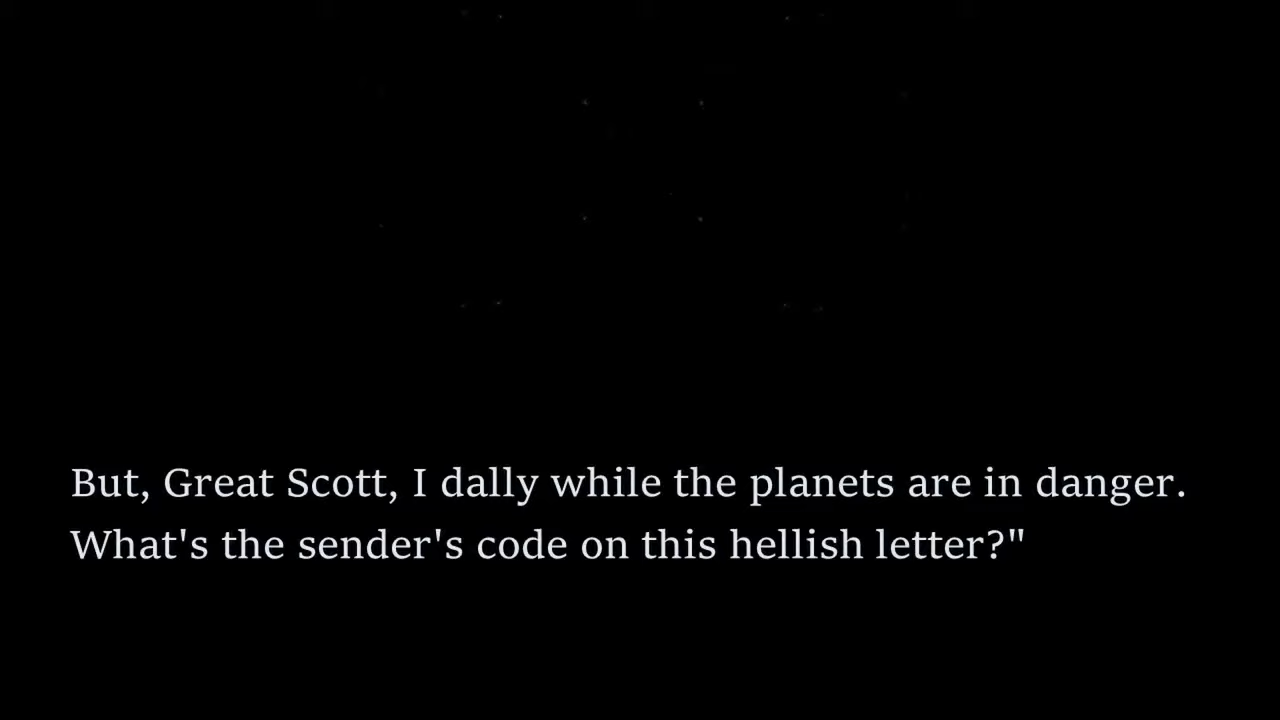 But, Great Scott, I dally while the planets are in danger.
What's the sender's code on this hellish letter?"